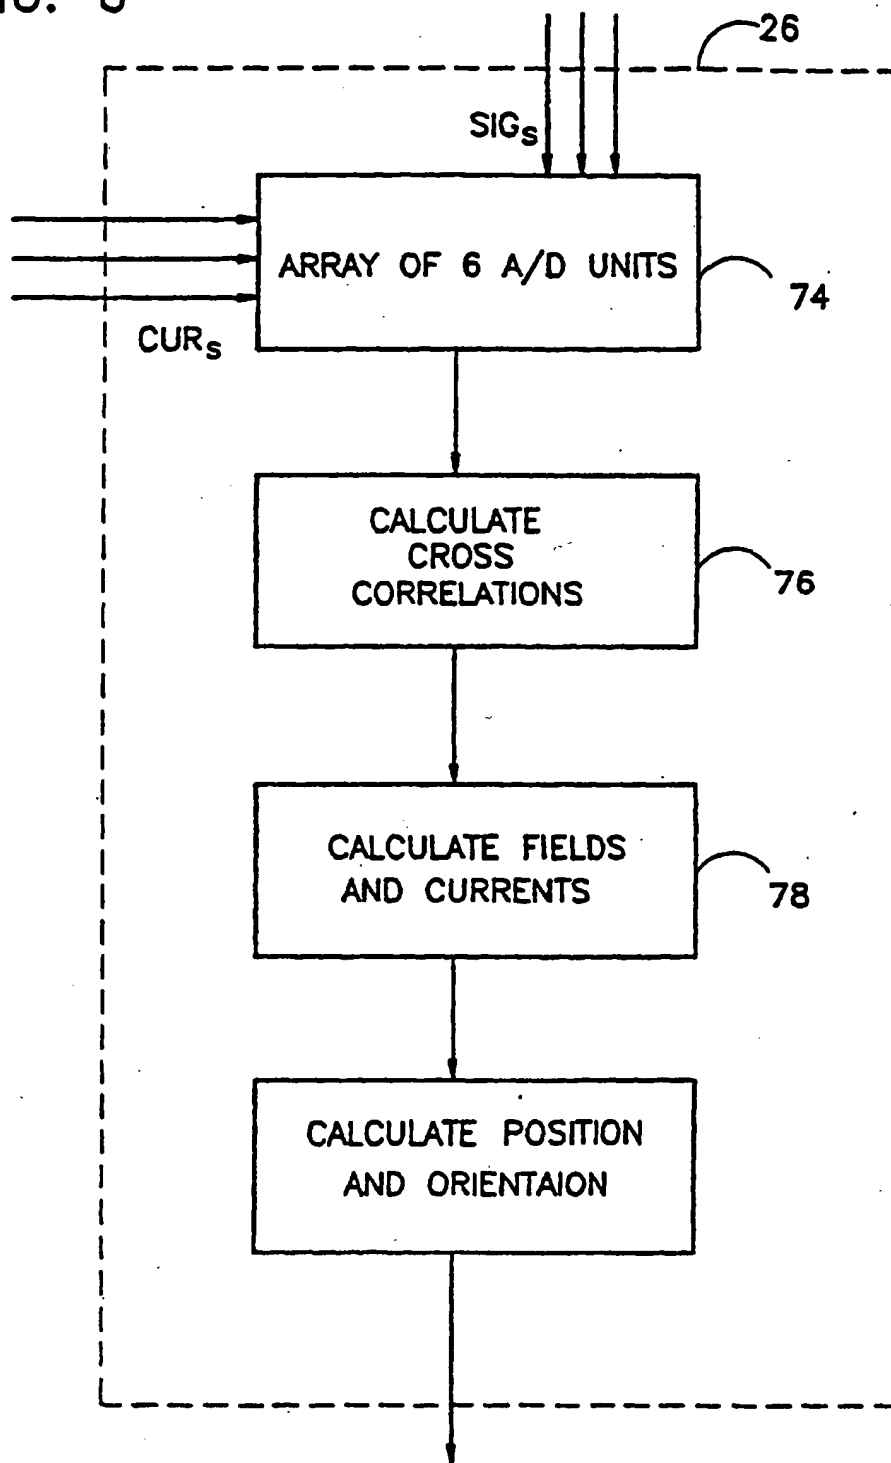 26
SIGs
ARRAY OF 6 A/D UNITS
74
CURs
CALCULATE
CROSS
CORRELATIONS
76
CALCULATE FIELDS
AND CURRENTS
78
CALCULATE POSITION
AND ORIENTAION